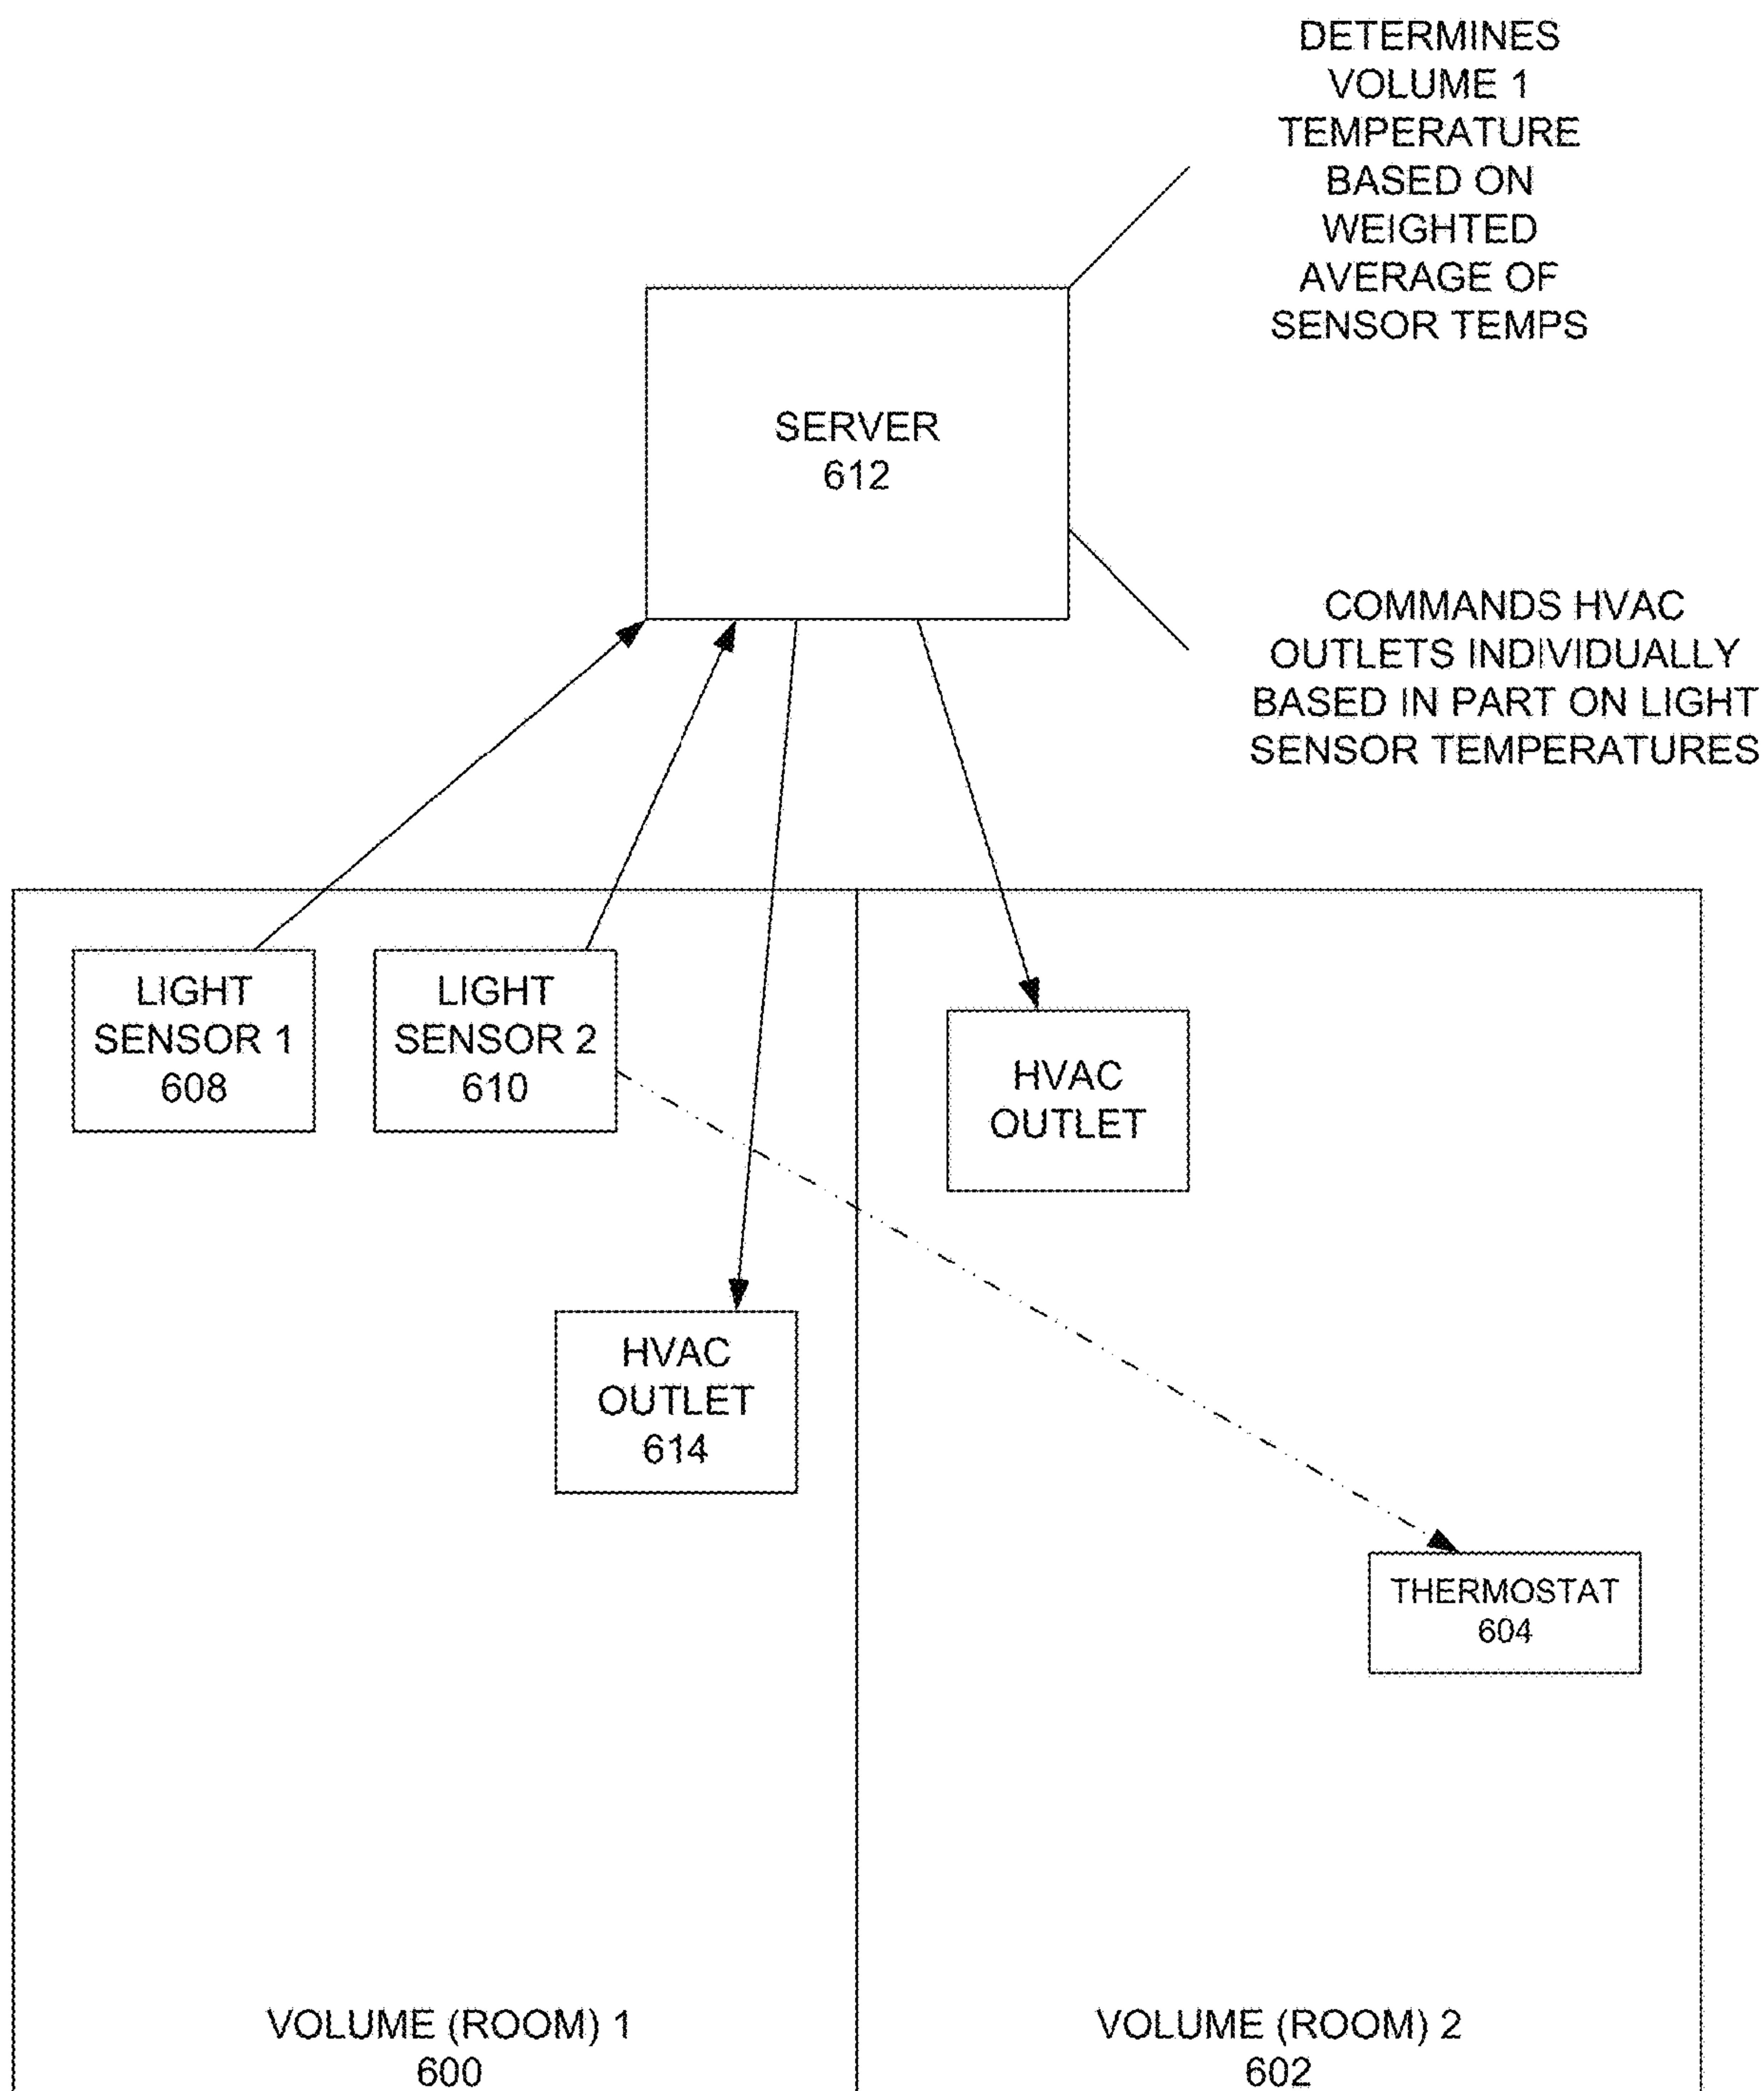 DETERMINES
VOLUME 1
TEMPERATURE
BASED ON
WEIGHTED
AVERAGE OF
SENSOR TEMPS
SERVER
612
COMMANDS HVAC
OUTLETS INDIVIDUALLY
BASED IN PART ON LIGHT
SENSOR TEMPERATURES
LIGHT
SENSOR 1
608
LIGHT
SENSOR 2
610
HVAC
OUTLET
HVAC
OUTLET
614
THERMOSTAT
604
VOLUME (ROOM) 1
600
VOLUME (ROOM) 2
602